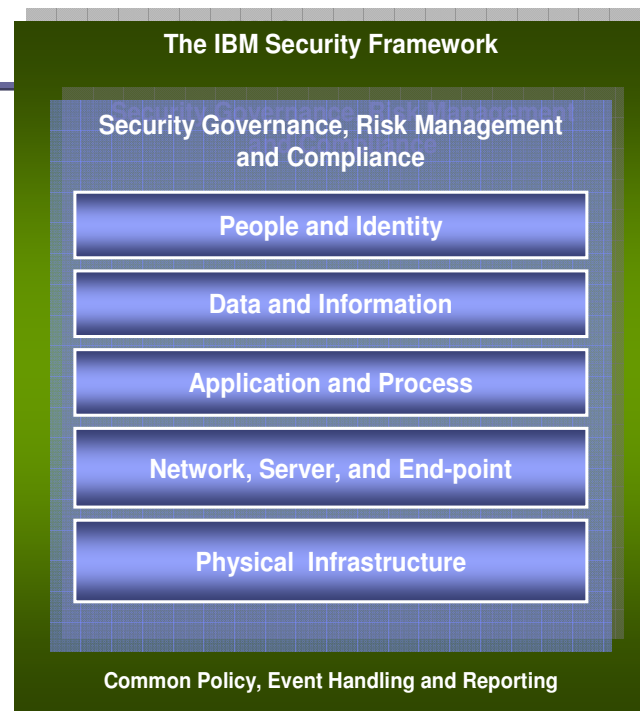 The IBM Security Framework
Security Governance, Risk Management
and Compliance
People and Identity
Data and Information
Application and Process
Network, Server, and End-point
Physical Infrastructure
Common Policy, Event Handling and Reporting